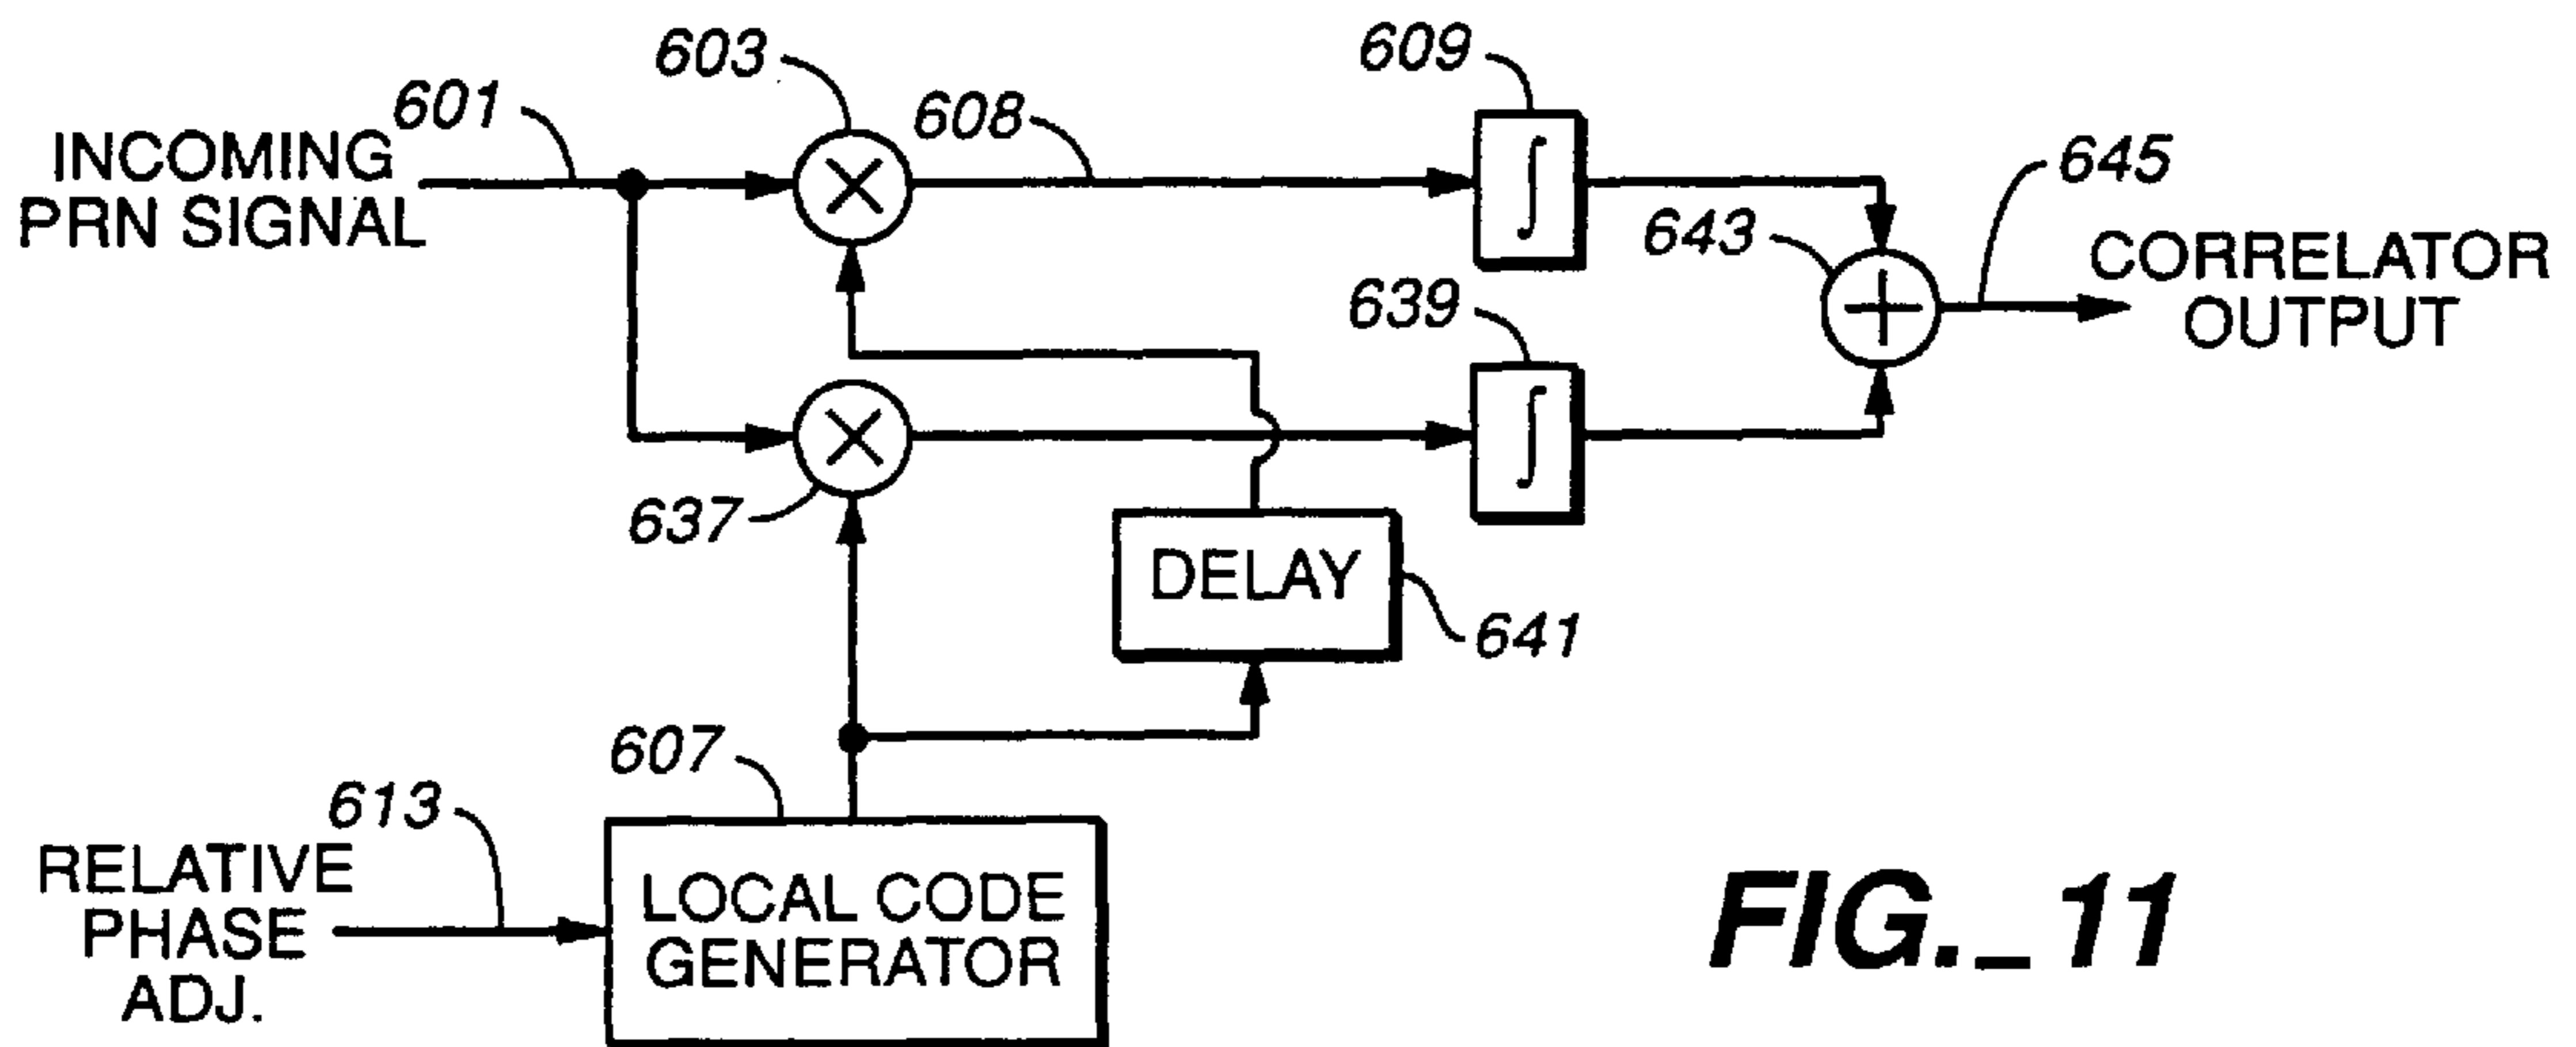 603
609
601
608
645
INCOMING
PRN SIGNAL
643
CORRELATOR
OUTPUT
639
637
DELAY
641
607
613
RELATIVE
PHASE
ADJ.
LOCAL CODE
GENERATOR
FIG._11